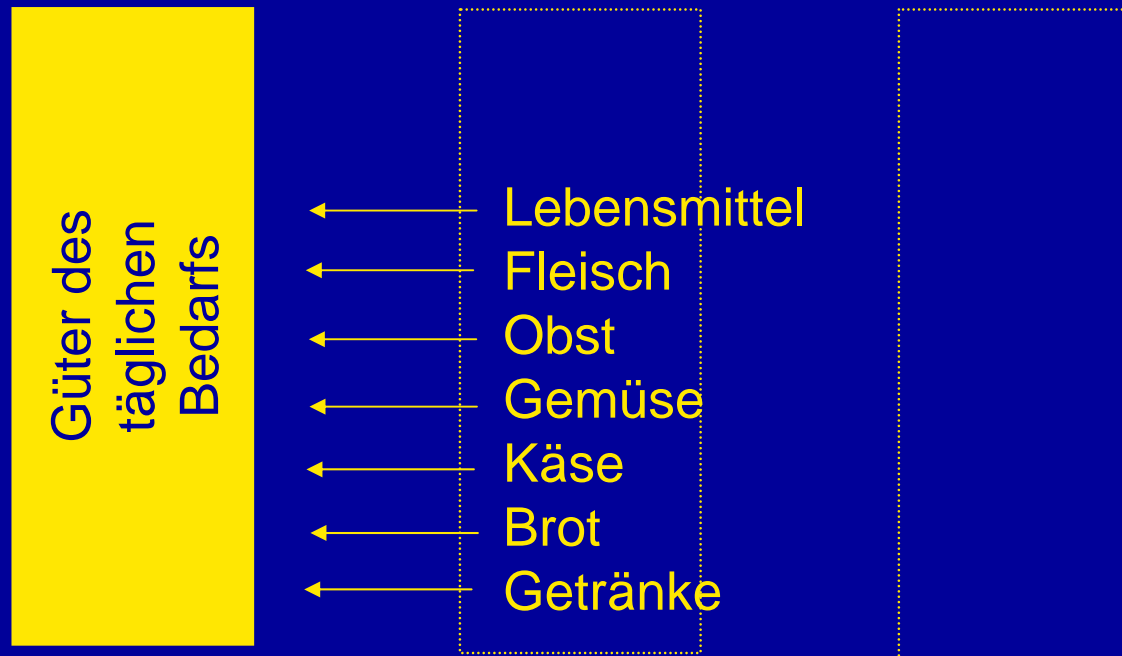 Güter des
täglichen
Bedarfs
Lebensmittel
Fleisch
Obst
Gemüse
Käse
Brot
Getränke